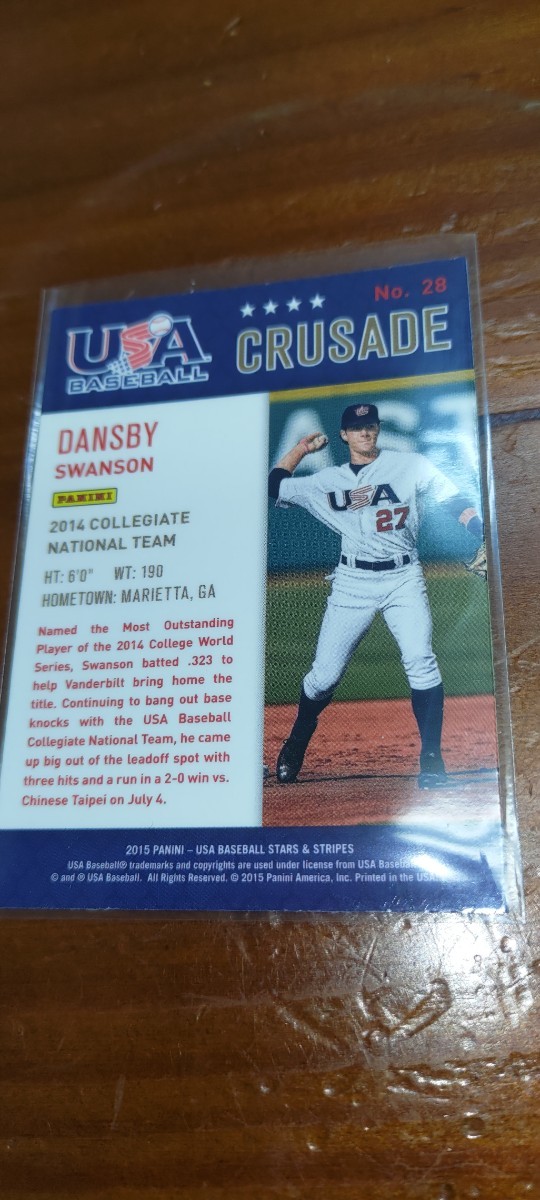 No. 28
USA
BASEBALL
CRUSADE
DANSBY
SWANSON
PANINI
2014 COLLEGIATE
NATIONAL TEAM
HT: 6'0" WT: 190
HOMETOWN: MARIETTA, GA
Named the Most Outstanding
Player of the 2014 College World
Series, Swanson batted .323 to
help Vanderbilt bring home the
title. Continuing to bang out base
knocks with the USA Baseball
Collegiate National Team, he came
up big out of the leadoff spot with
three hits and a run in a 2-0 win vs.
Chinese Taipei on July 4.
USA
27
2015 PANINI – USA BASEBALL STARS & STRIPES
USA Baseball® trademarks and copyrights are used under license from USA Baseball
© and ® USA Baseball. All Rights Reserved. © 2015 Panini America, Inc. Printed in the USA.